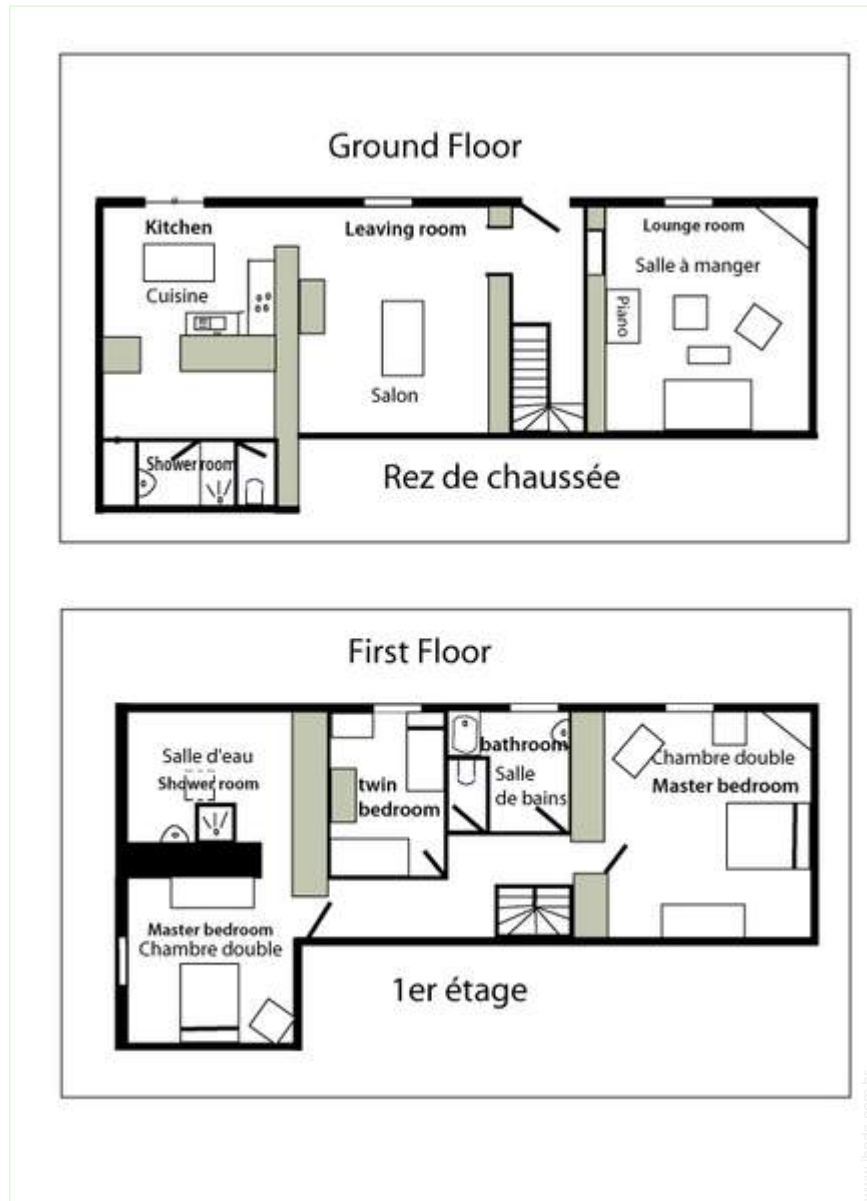 Ground Floor
Kitchen
Cuisine
Leaving room
Salon
Lounge room
Salle à manger
Piano
Shower room
Rez de chaussée
First Floor
Salle d'eau
Shower room
twin
bedroom
bathroom
Salle
de bains
Chambre double
Master bedroom
Master bedroom
Chambre double
1er étage